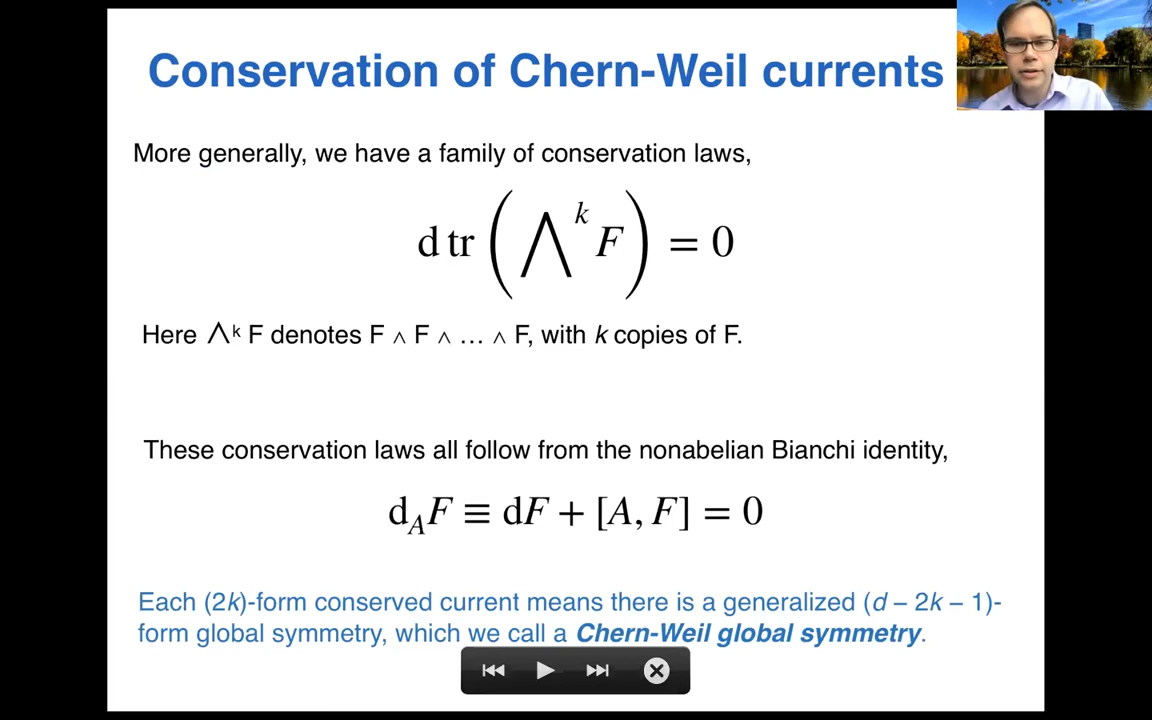 Conservation of Chern-Weil currents
More generally, we have a family of conservation laws,
d tr ( ⋀^k F ) = 0
Here ⋀ᵏ F denotes F ∧ F ∧ … ∧ F, with k copies of F.
These conservation laws all follow from the nonabelian Bianchi identity,
d_A F ≡ dF + [A, F] = 0
Each (2k)-form conserved current means there is a generalized (d − 2k − 1)-
form global symmetry, which we call a Chern-Weil global symmetry.